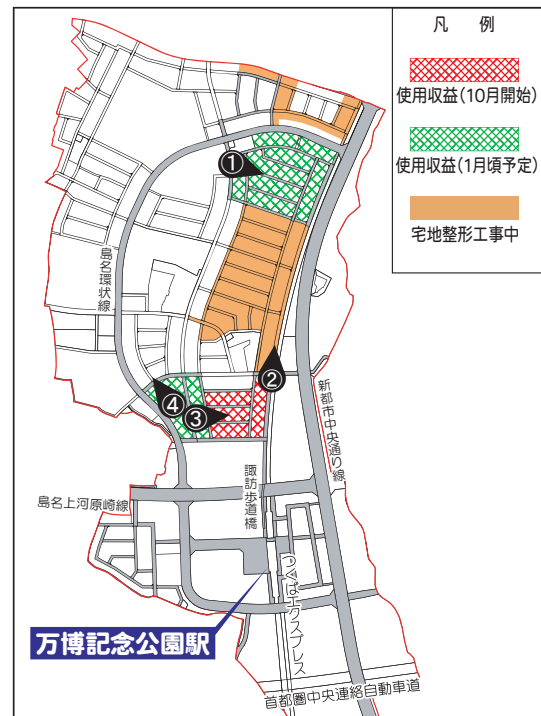 凡 例
使用収益(10月開始)
使用収益(1月頃予定)
宅地整形工事中
①
島名環状線
②
④
③
新都市中央通り線
諏訪歩道橋
島名上河原崎線
つくばエクスプレス
万博記念公園駅
首都圏中央連絡自動車道